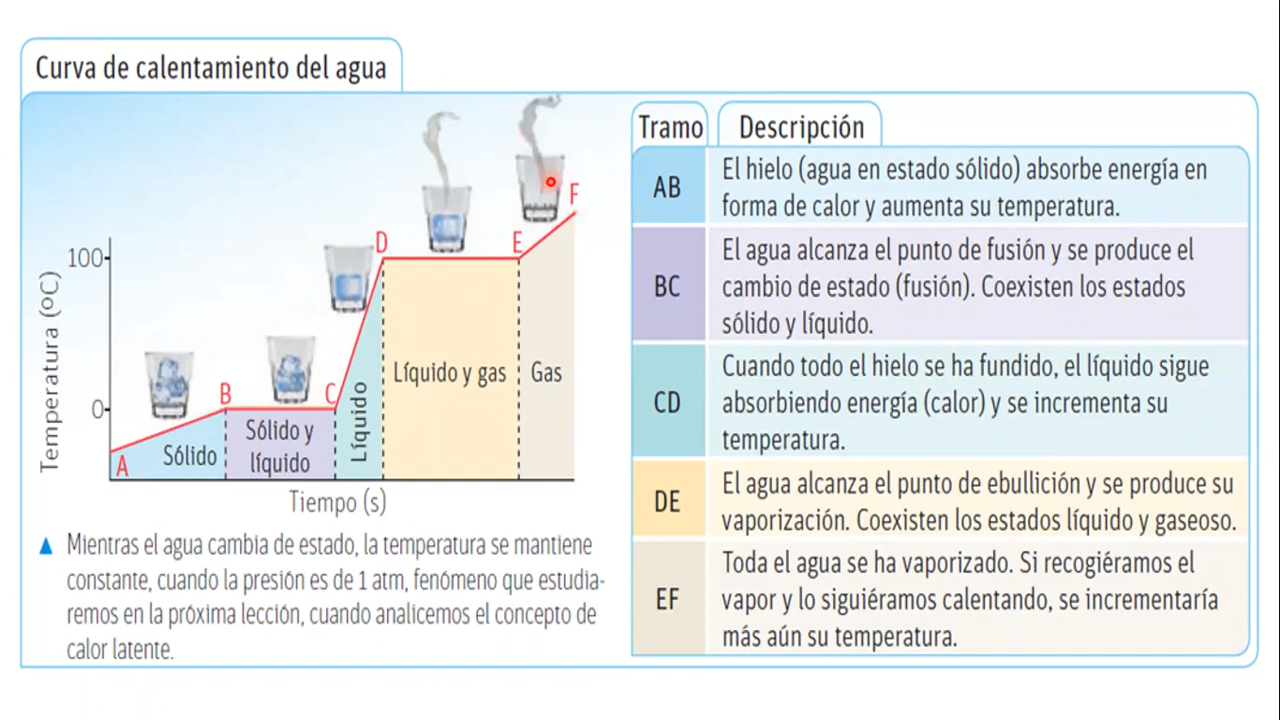 Curva de calentamiento del agua
Temperatura (ºC)
100
0
A
B
C
D
E
F
Sólido
Sólido y
líquido
Líquido
Líquido y gas
Gas
Tiempo (s)
▲ Mientras el agua cambia de estado, la temperatura se mantiene
constante, cuando la presión es de 1 atm, fenómeno que estudia-
remos en la próxima lección, cuando analicemos el concepto de
calor latente.
Tramo
Descripción
AB
El hielo (agua en estado sólido) absorbe energía en
forma de calor y aumenta su temperatura.
BC
El agua alcanza el punto de fusión y se produce el
cambio de estado (fusión). Coexisten los estados
sólido y líquido.
CD
Cuando todo el hielo se ha fundido, el líquido sigue
absorbiendo energía (calor) y se incrementa su
temperatura.
DE
El agua alcanza el punto de ebullición y se produce su
vaporización. Coexisten los estados líquido y gaseoso.
EF
Toda el agua se ha vaporizado. Si recogiéramos el
vapor y lo siguiéramos calentando, se incrementaría
más aún su temperatura.